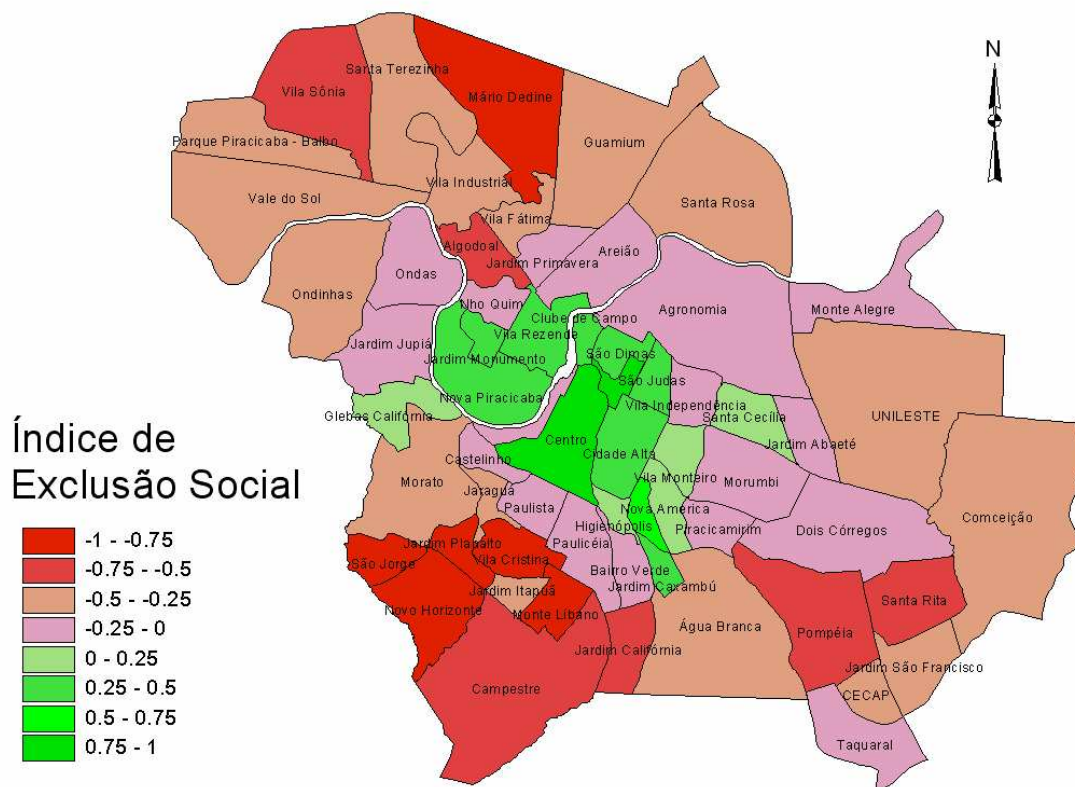 N
Santa Terezinha
Vila Sônia
Mário Dedine
Guamium
Parque Piracicaba - Balbo
Vila Industrial
Vale do Sol
Santa Rosa
Vila Fátima
Algodoal
Areião
Jardim Primavera
Ondas
Ondinhas
Nho Quim
Agronomia
Monte Alegre
Clube de Campo
Vila Rezende
Jardim Jupiá
São Dimas
Jardim Monumento
São Judas
Nova Piracicaba
Vila Independência
Glebas Califórnia
Santa Cecília
UNILESTE
Centro
Jardim Abaeté
Cidade Alta
Castelinho
Vila Monteiro
Morato
Morumbi
Jaraguá
Paulista
Nova América
Comceição
Higienópolis
Piracicamirim
Dois Córregos
Jardim Planalto
Paulicéia
São Jorge
Vila Cristina
Bairro Verde
Jardim Itapuã
Jardim Caxambú
Novo Horizonte
Monte Líbano
Santa Rita
Água Branca
Pompéia
Jardim Califórnia
Jardim São Francisco
Campestre
CECAP
Taquaral
Índice de
Exclusão Social
-1 - -0.75
-0.75 - -0.5
-0.5 - -0.25
-0.25 - 0
0 - 0.25
0.25 - 0.5
0.5 - 0.75
0.75 - 1